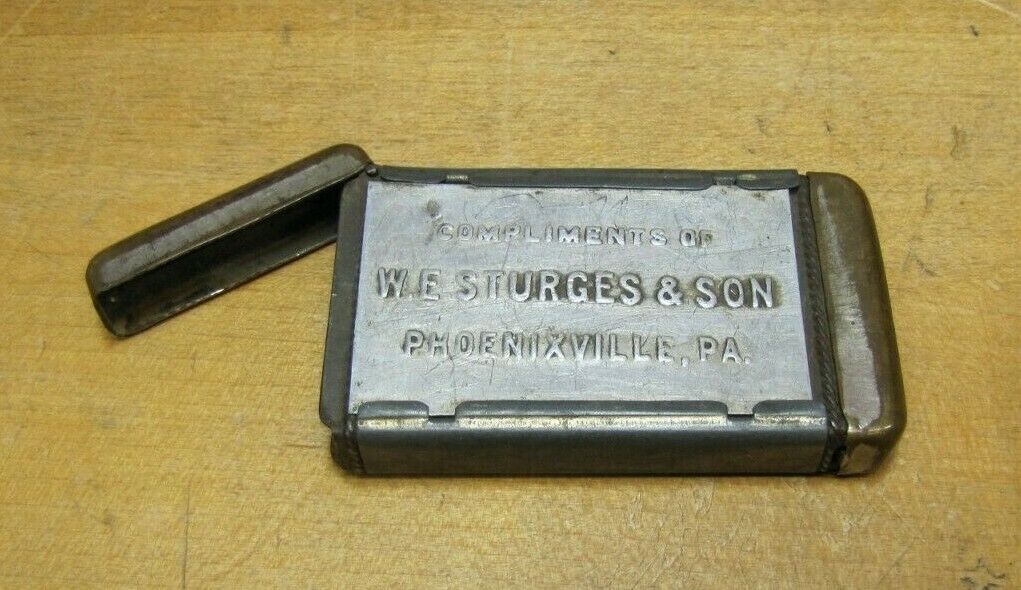 COMPLIMENTS OF
W.E STURGES & SON
PHOENIXVILLE, PA.